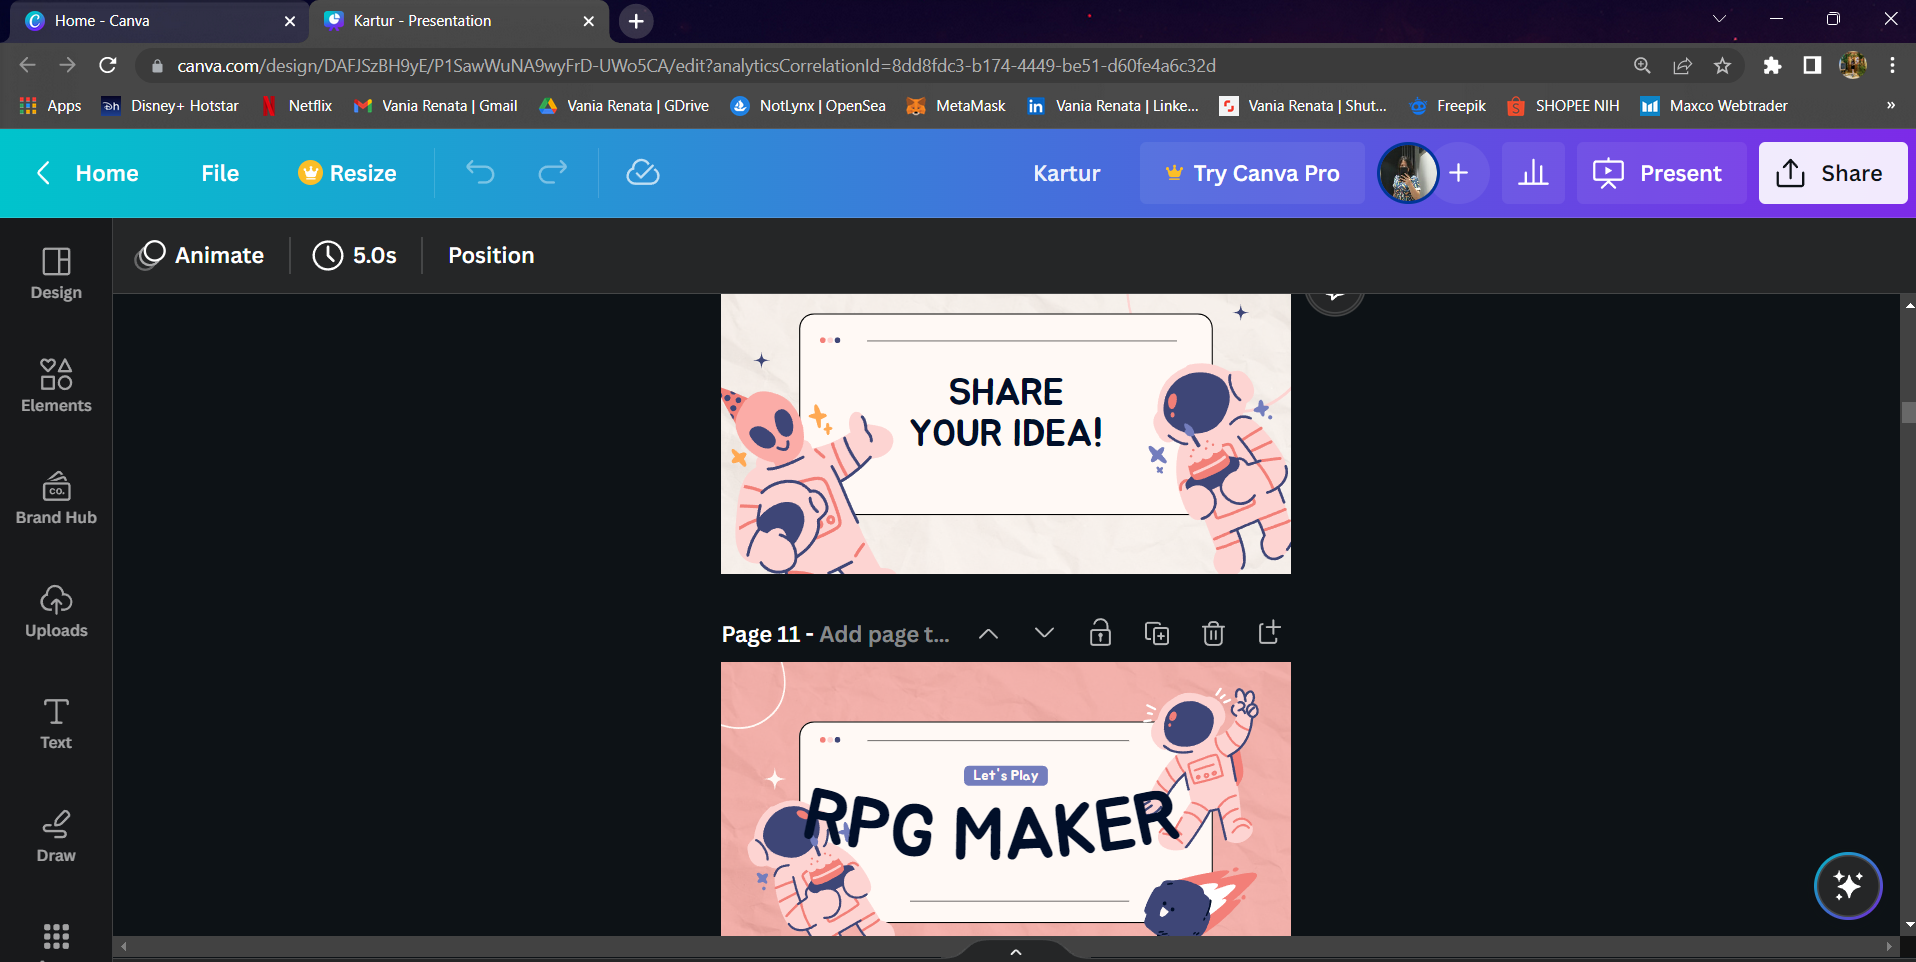 Home - Canva
Kartur - Presentation
canva.com/design/DAFJSzBH9yE/P1SawWuNA9wyFrD-UWo5CA/edit?analyticsCorrelationId=8dd8fdc3-b174-4449-be51-d60fe4a6c32d
Apps
Disney+ Hotstar
Netflix
Vania Renata | Gmail
Vania Renata | GDrive
NotLynx | OpenSea
MetaMask
Vania Renata | Linke...
Vania Renata | Shut...
Freepik
SHOPEE NIH
Maxco Webtrader
»
Home
File
Resize
Kartur
Try Canva Pro
Present
Share
Animate
5.0s
Position
Design
Elements
CO.
Brand Hub
Uploads
Text
Draw
SHARE
YOUR IDEA!
Page 11 - Add page t...
Let's Play
RPG MAKER